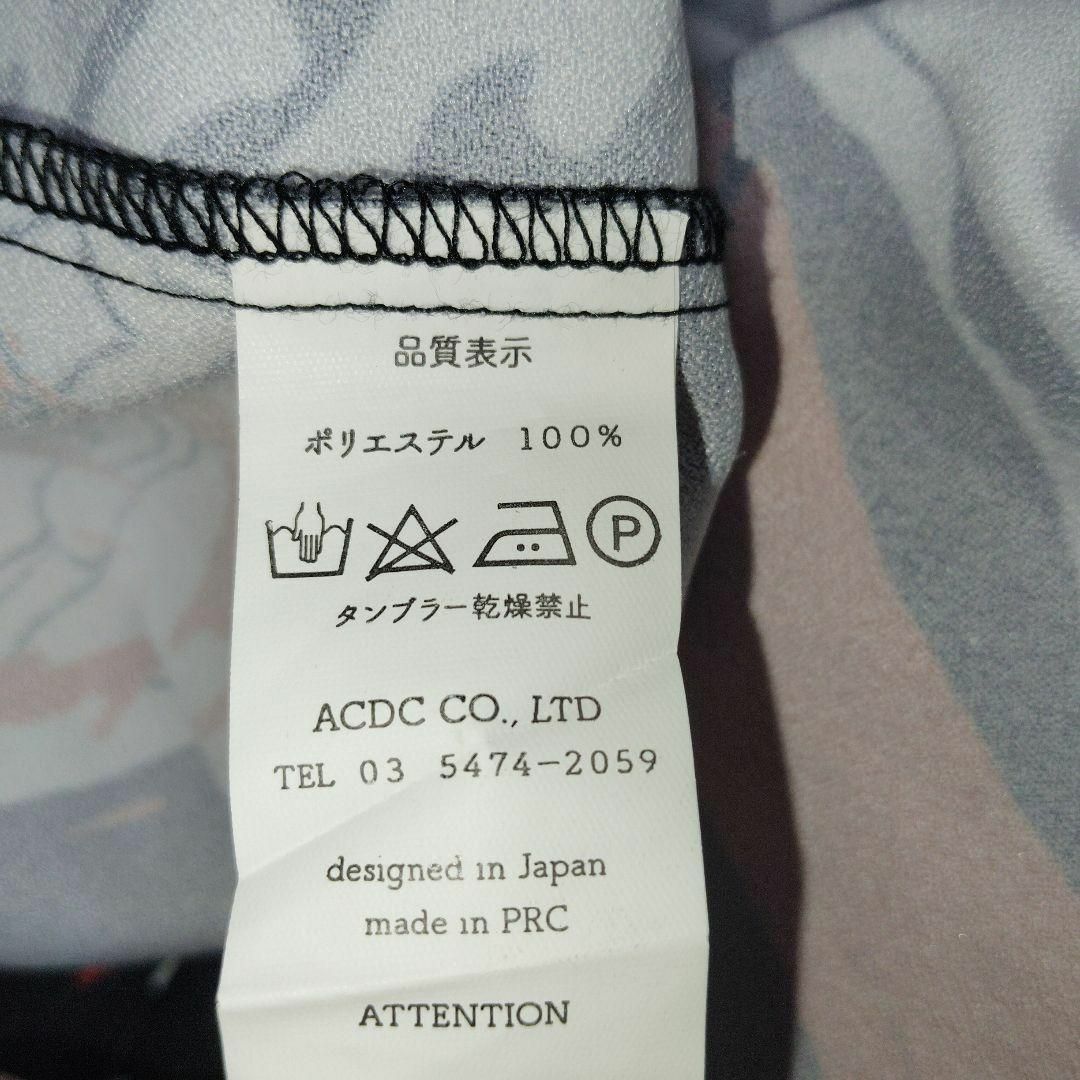 品質表示
ポリエステル 100%
P
タンブラー乾燥禁止
ACDC CO., LTD
TEL 03 5474-2059
designed in Japan
made in PRC
ATTENTION